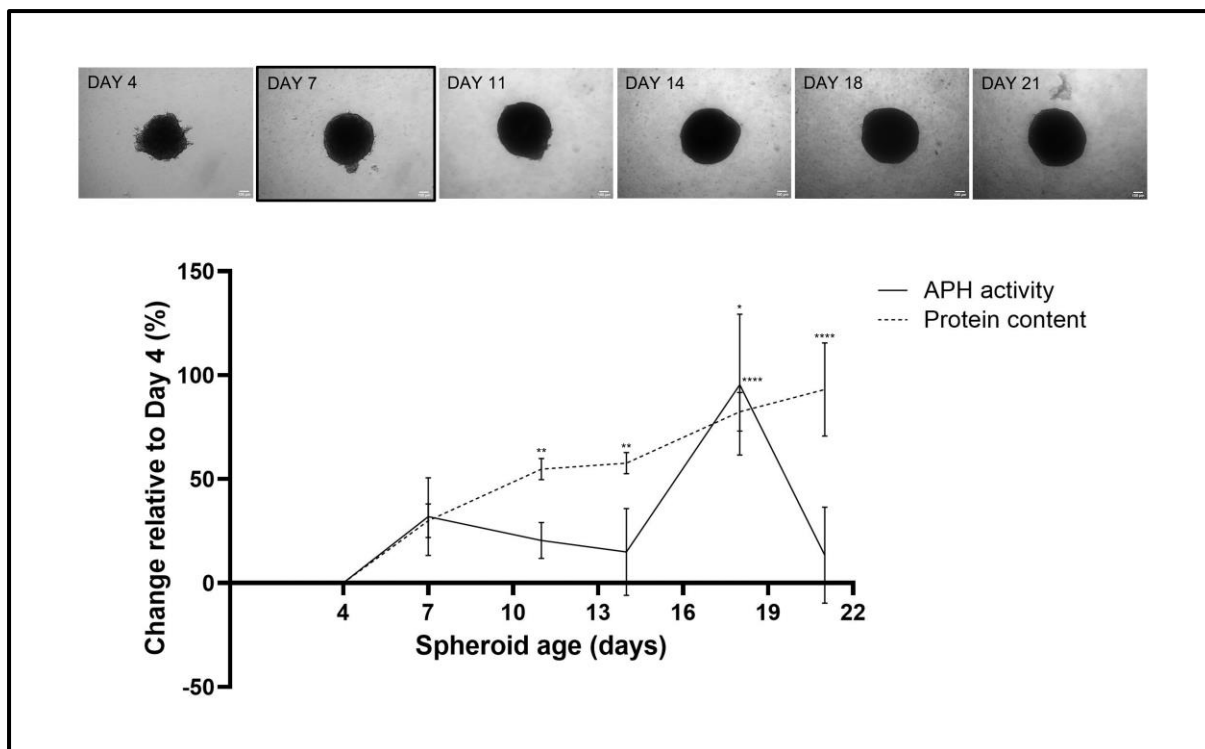 DAY 4
DAY 7
DAY 11
DAY 14
DAY 18
DAY 21
Change relative to Day 4 (%)
150
100
50
0
-50
4
7
10
13
16
19
22
Spheroid age (days)
**
**
*
****
****
APH activity
Protein content